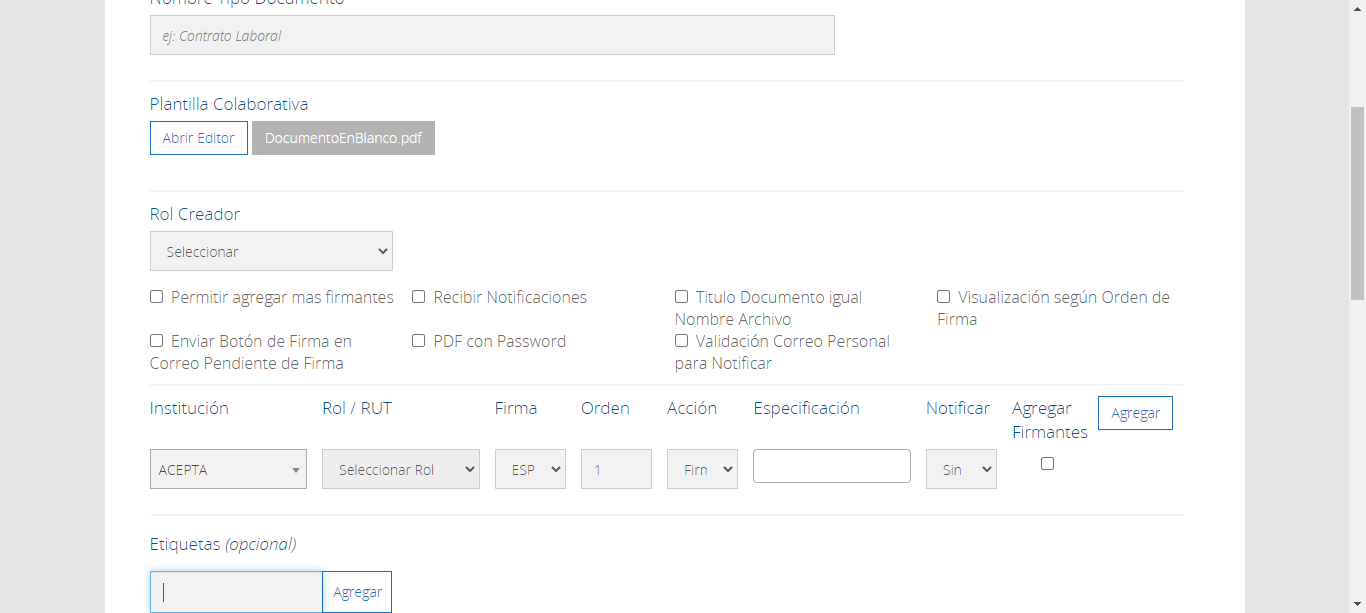 Nombre Tipo Documento
ej: Contrato Laboral
Plantilla Colaborativa
Abrir Editor DocumentoEnBlanco.pdf
Rol Creador
Seleccionar
Permitir agregar mas firmantes Recibir Notificaciones Titulo Documento igual Visualización según Orden de
Nombre Archivo Firma
Enviar Botón de Firma en PDF con Password Validación Correo Personal
Correo Pendiente de Firma para Notificar
Institución Rol / RUT Firma Orden Acción Especificación Notificar Agregar Agregar
Firmantes
ACEPTA Seleccionar Rol ESP 1 Firn Sin
Etiquetas (opcional)
Agregar